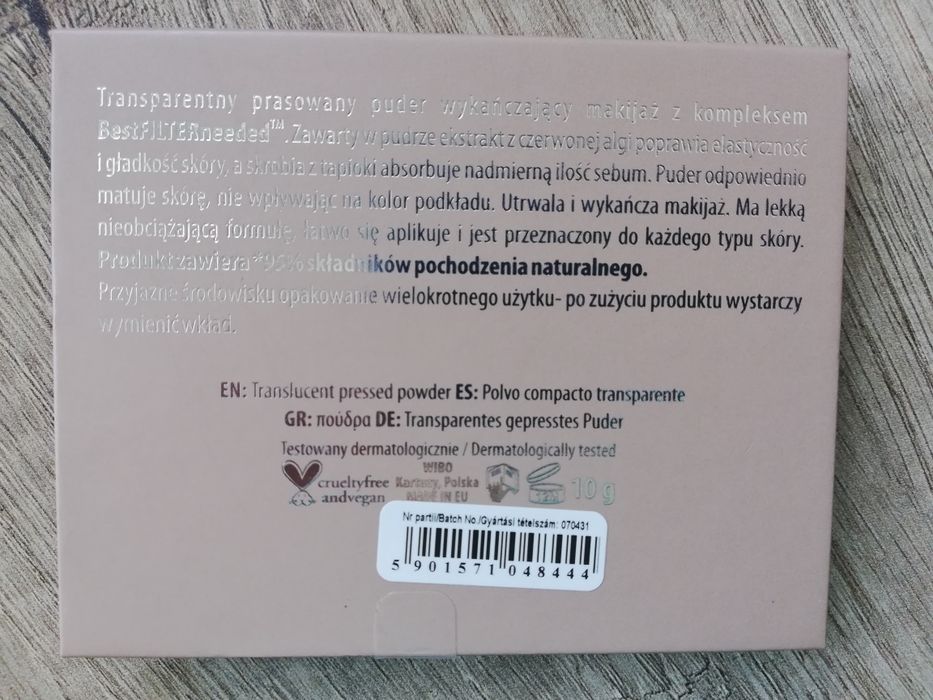 Transparentny prasowany puder wykańczający makijaż z kompleksem
BestFILTERneeded™. Zawarty w pudrze ekstrakt z czerwonej algi poprawia elastyczność
i gładkość skóry, a skrobia z tapioki absorbuje nadmierną ilość sebum. Puder odpowiednio
matuje skórę, nie wpływając na kolor podkładu. Utrwala i wykańcza makijaż. Ma lekką
nieobciążającą formułę, łatwo się aplikuje i jest przeznaczony do każdego typu skóry.
Produkt zawiera *95% składników pochodzenia naturalnego.
Przyjazne środowisku opakowanie wielokrotnego użytku- po zużyciu produktu wystarczy
wymienić wkład.
EN: Translucent pressed powder ES: Polvo compacto transparente
GR: πούδρα DE: Transparentes gepresstes Puder
Testowany dermatologicznie / Dermatologically tested
crueltyfree
andvegan
WIBO
Kartuzy, Polska
MADE IN EU
12M
10 g
Nr partii/Batch No./Gyártási tételszám: 070431
5 901571 048444